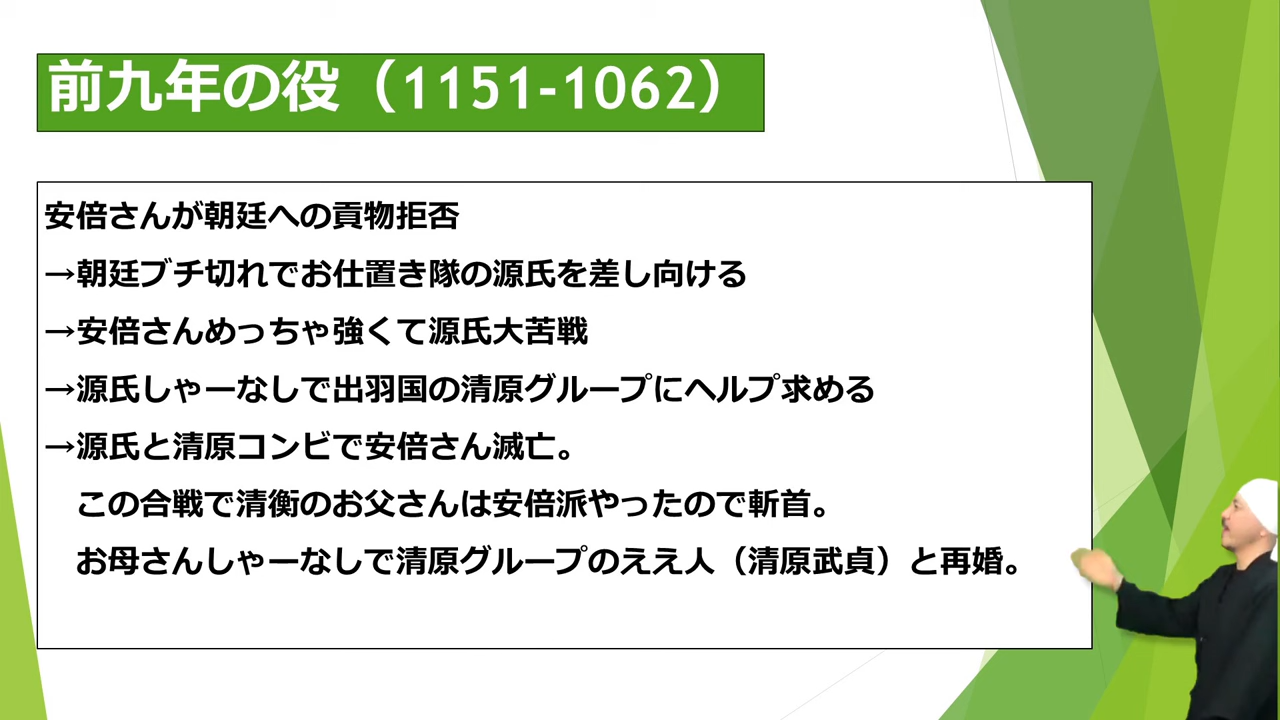 前九年の役（1151-1062）
安倍さんが朝廷への貢物拒否
→朝廷ブチ切れでお仕置き隊の源氏を差し向ける
→安倍さんめっちゃ強くて源氏大苦戦
→源氏しゃーなしで出羽国の清原グループにヘルプ求める
→源氏と清原コンビで安倍さん滅亡。
この合戦で清衡のお父さんは安倍派やったので斬首。
お母さんしゃーなしで清原グループのええ人（清原武貞）と再婚。